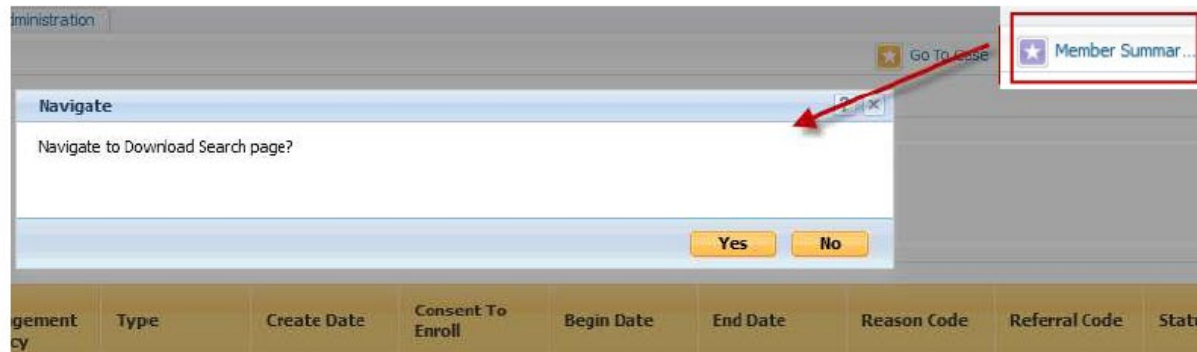 dministration
Go To Case
Member Summar...
Navigate
? x
Navigate to Download Search page?
Yes No
gement
cy
Type
Create Date
Consent To
Enroll
Begin Date
End Date
Reason Code
Referral Code
Statu